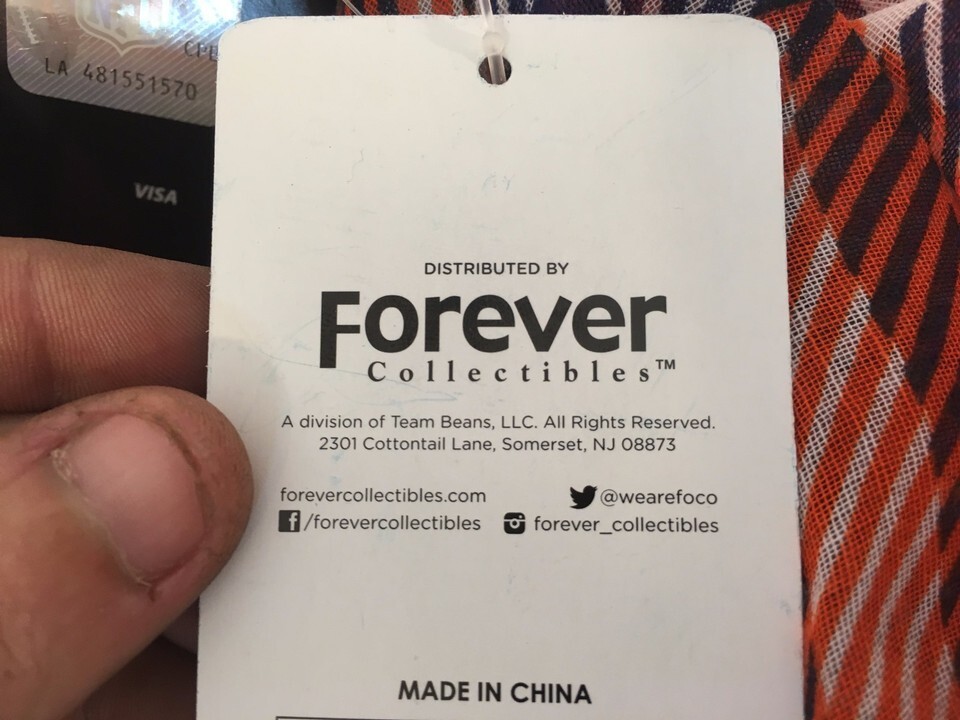 CPL
LA 481551570
VISA
DISTRIBUTED BY
Forever
Collectibles™
A division of Team Beans, LLC. All Rights Reserved.
2301 Cottontail Lane, Somerset, NJ 08873
forevercollectibles.com
@wearefoco
/forevercollectibles
forever_collectibles
MADE IN CHINA